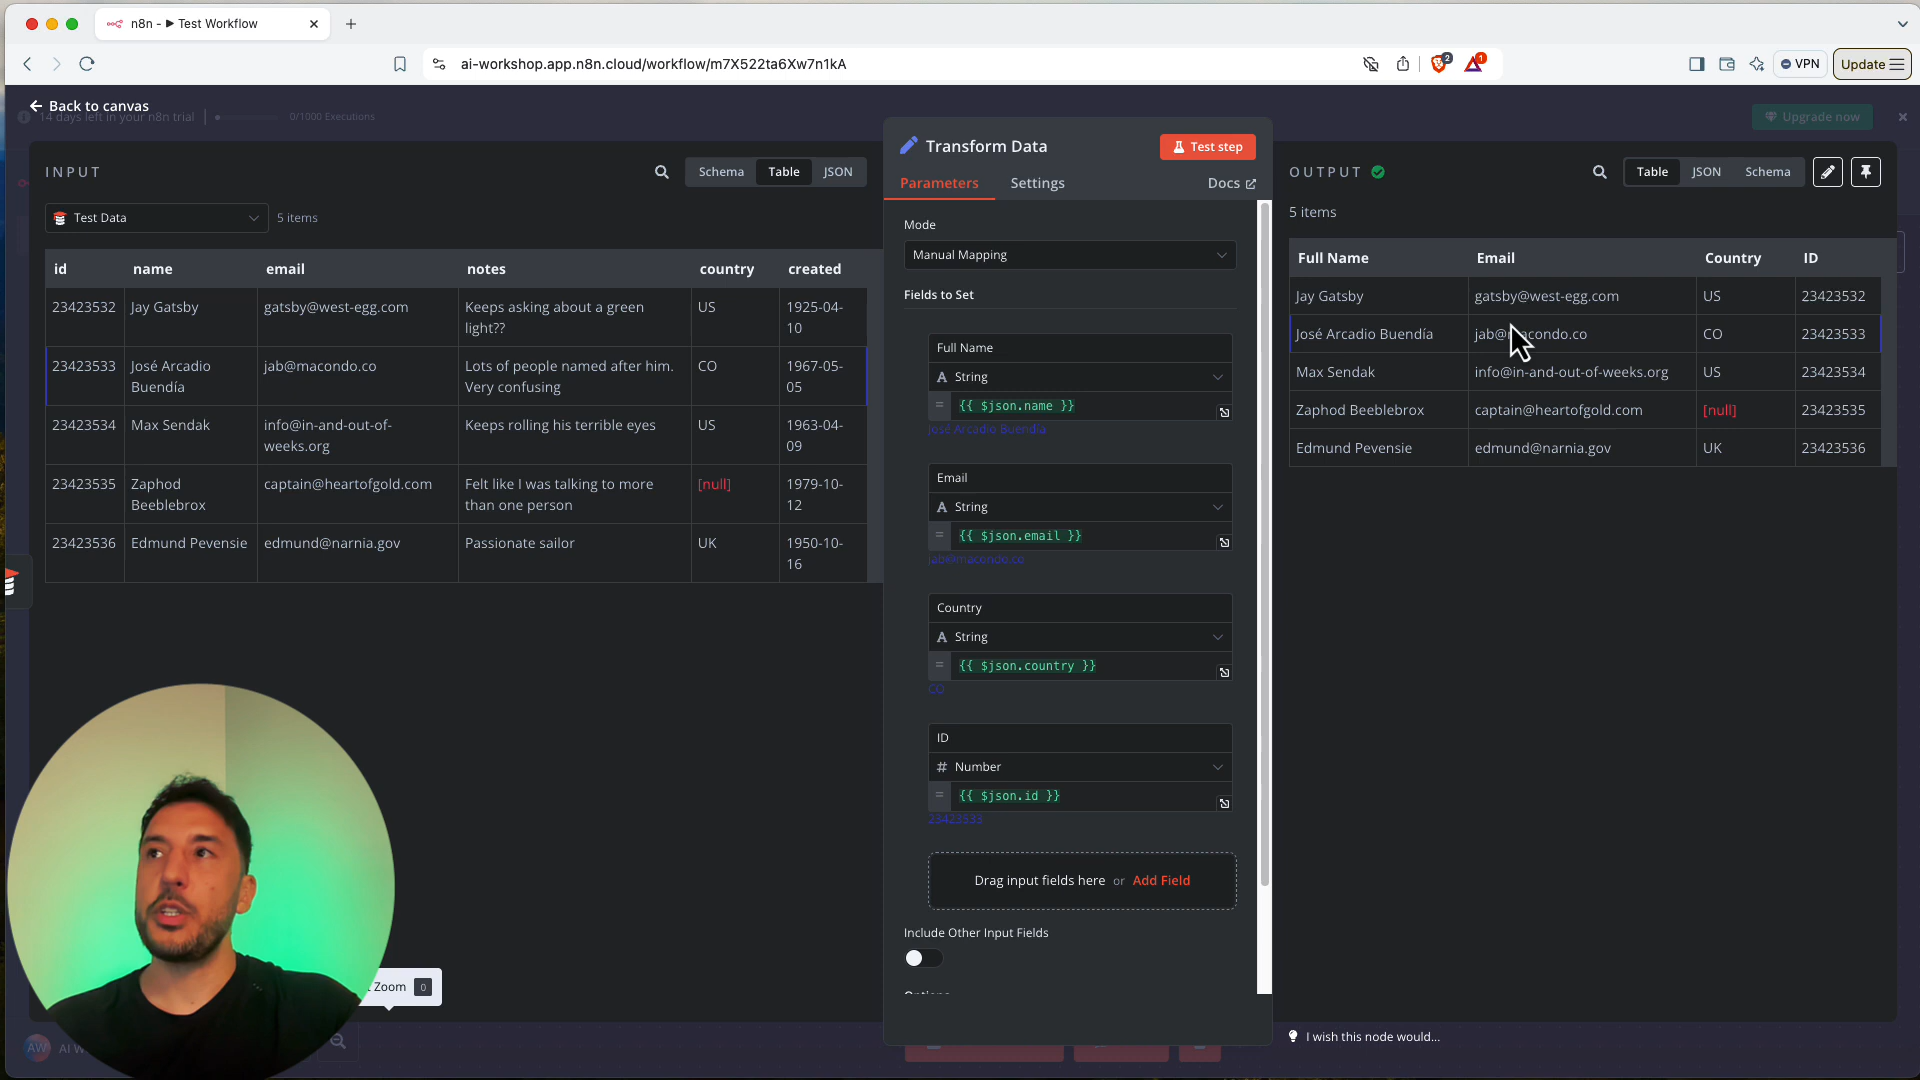 n8n - ▶ Test Workflow
ai-workshop.app.n8n.cloud/workflow/m7X522ta6Xw7n1kA
2
1
VPN
Update
Back to canvas
14 days left in your n8n trial
0/1000 Executions
Upgrade now
INPUT
Schema
Table
JSON
Test Data
5 items
id name email notes country created
23423532 Jay Gatsby gatsby@west-egg.com Keeps asking about a green US 1925-04-
light?? 10
23423533 José Arcadio jab@macondo.co Lots of people named after him. CO 1967-05-
Buendía Very confusing 05
23423534 Max Sendak info@in-and-out-of- Keeps rolling his terrible eyes US 1963-04-
weeks.org 09
23423535 Zaphod captain@heartofgold.com Felt like I was talking to more [null] 1979-10-
Beeblebrox than one person 12
23423536 Edmund Pevensie edmund@narnia.gov Passionate sailor UK 1950-10-
16
Zoom 0
AW
Transform Data
Test step
Parameters
Settings
Docs
Mode
Manual Mapping
Fields to Set
Full Name
A String
= {{ $json.name }}
José Arcadio Buendía
Email
A String
= {{ $json.email }}
jab@macondo.co
Country
A String
= {{ $json.country }}
CO
ID
# Number
= {{ $json.id }}
23423533
Drag input fields here or Add Field
Include Other Input Fields
OUTPUT
Table
JSON
Schema
5 items
Full Name Email Country ID
Jay Gatsby gatsby@west-egg.com US 23423532
José Arcadio Buendía jab@macondo.co CO 23423533
Max Sendak info@in-and-out-of-weeks.org US 23423534
Zaphod Beeblebrox captain@heartofgold.com [null] 23423535
Edmund Pevensie edmund@narnia.gov UK 23423536
I wish this node would...